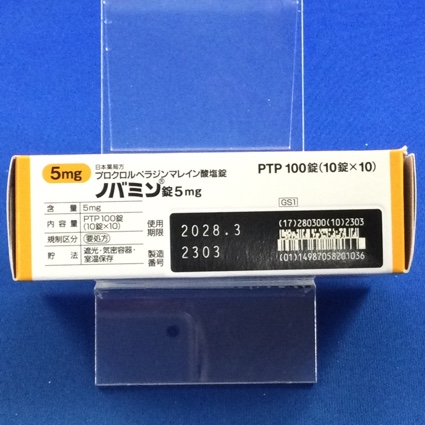 5mg
日本薬局方
プロクロルペラジンマレイン酸塩錠
ノバミン®錠5mg
PTP 100錠(10錠×10)
含量 5mg
内容量 PTP100錠
(10錠×10)
規制区分 要処方
貯法 遮光・気密容器・
室温保存
使用
期限
2028.3
2303
製造
番号
GS1
(17)280300(10)2303
(01)14987058201036